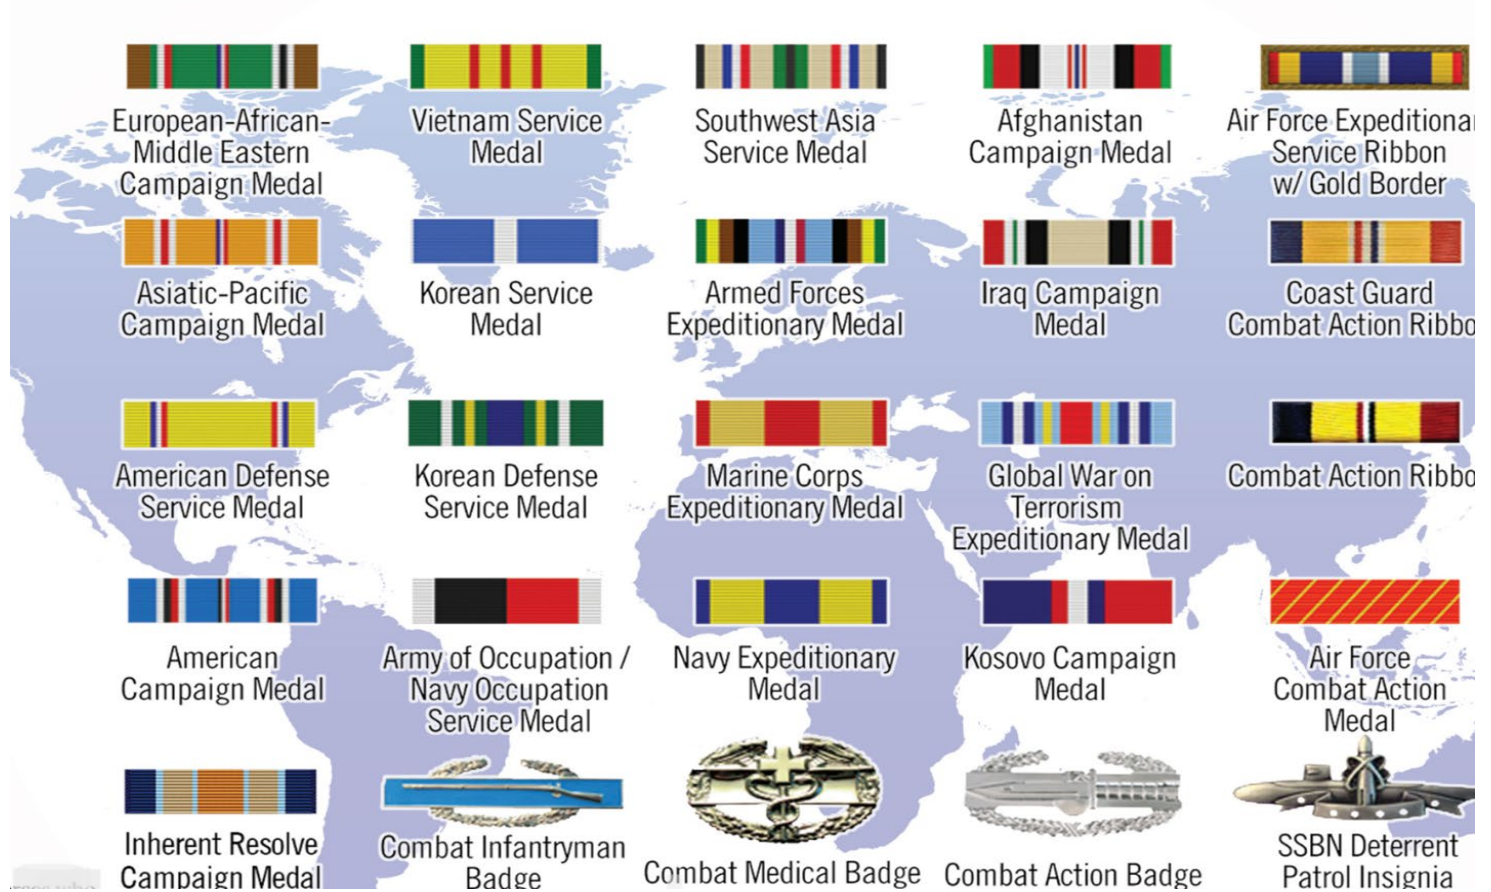 European-African-
Middle Eastern
Campaign Medal
Vietnam Service
Medal
Southwest Asia
Service Medal
Afghanistan
Campaign Medal
Air Force Expeditiona
Service Ribbon
w/ Gold Border
Asiatic-Pacific
Campaign Medal
Korean Service
Medal
Armed Forces
Expeditionary Medal
Iraq Campaign
Medal
Coast Guard
Combat Action Ribbo
American Defense
Service Medal
Korean Defense
Service Medal
Marine Corps
Expeditionary Medal
Global War on
Terrorism
Expeditionary Medal
Combat Action Ribbo
American
Campaign Medal
Army of Occupation /
Navy Occupation
Service Medal
Navy Expeditionary
Medal
Kosovo Campaign
Medal
Air Force
Combat Action
Medal
Inherent Resolve
Campaign Medal
Combat Infantryman
Badge
Combat Medical Badge
Combat Action Badge
SSBN Deterrent
Patrol Insignia